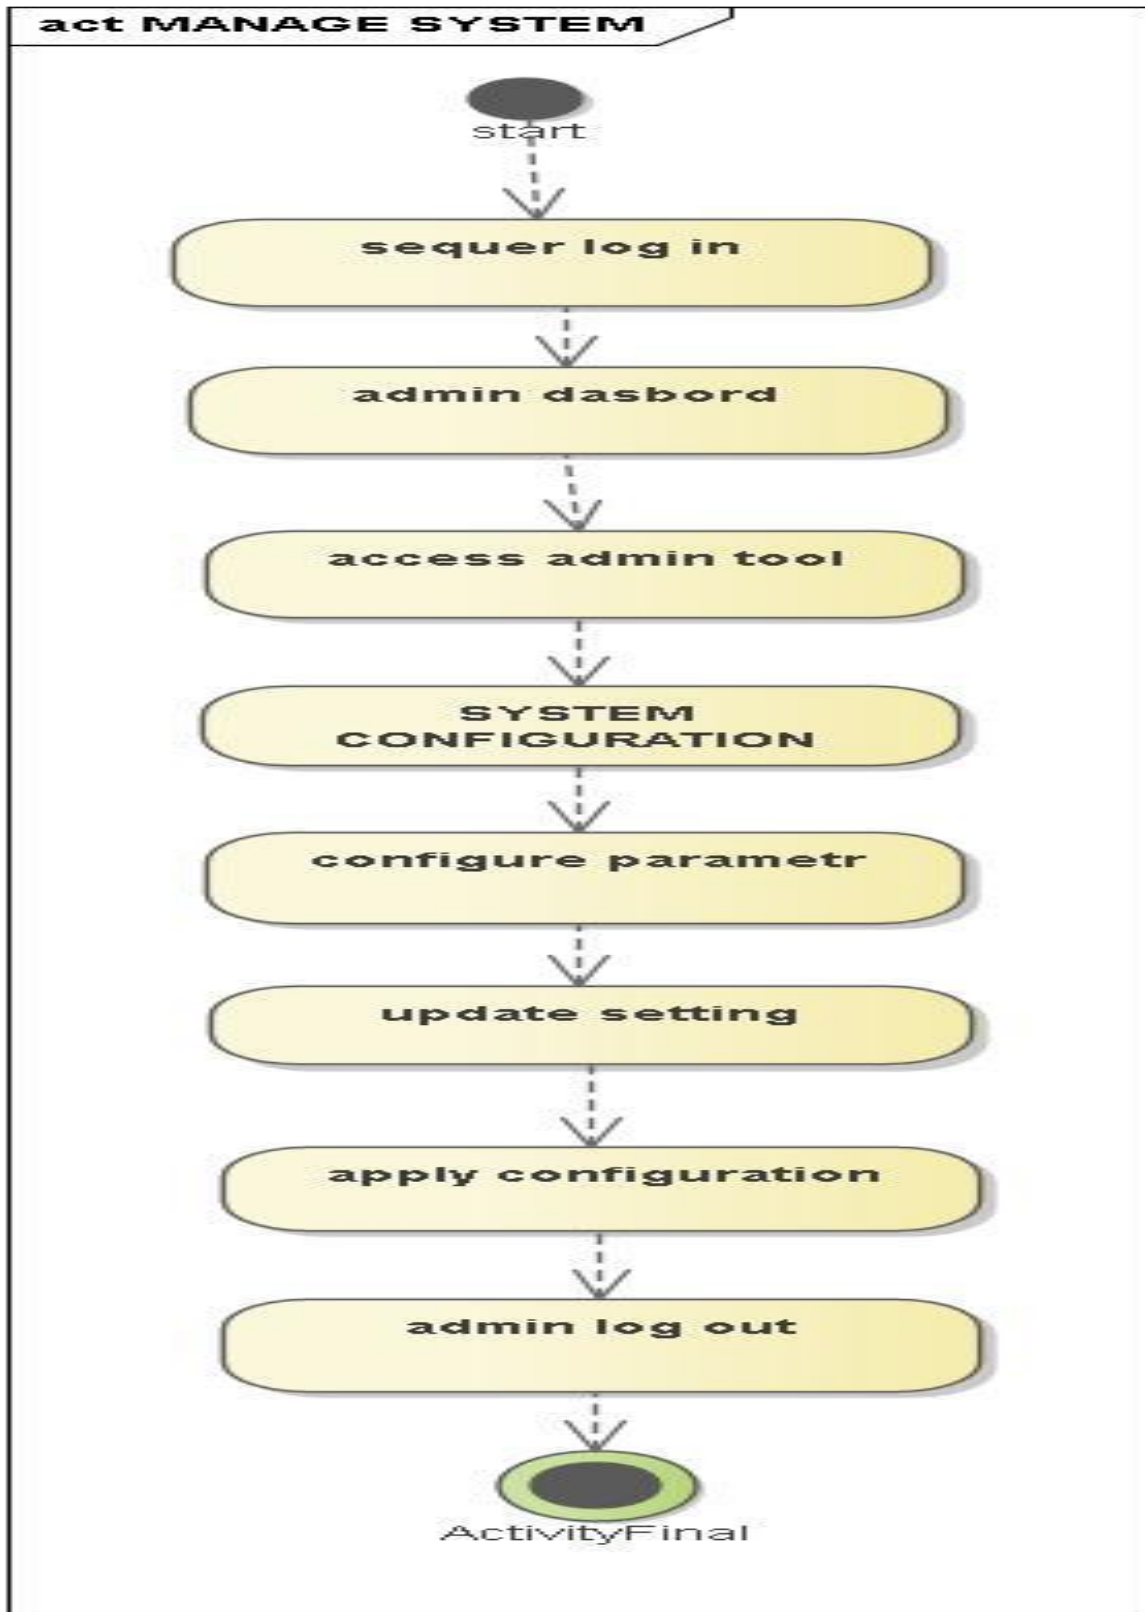 act MANAGE SYSTEM
start
sequer log in
admin dasbord
access admin tool
SYSTEM
CONFIGURATION
configure parametr
update setting
apply configuration
admin log out
ActivityFinal